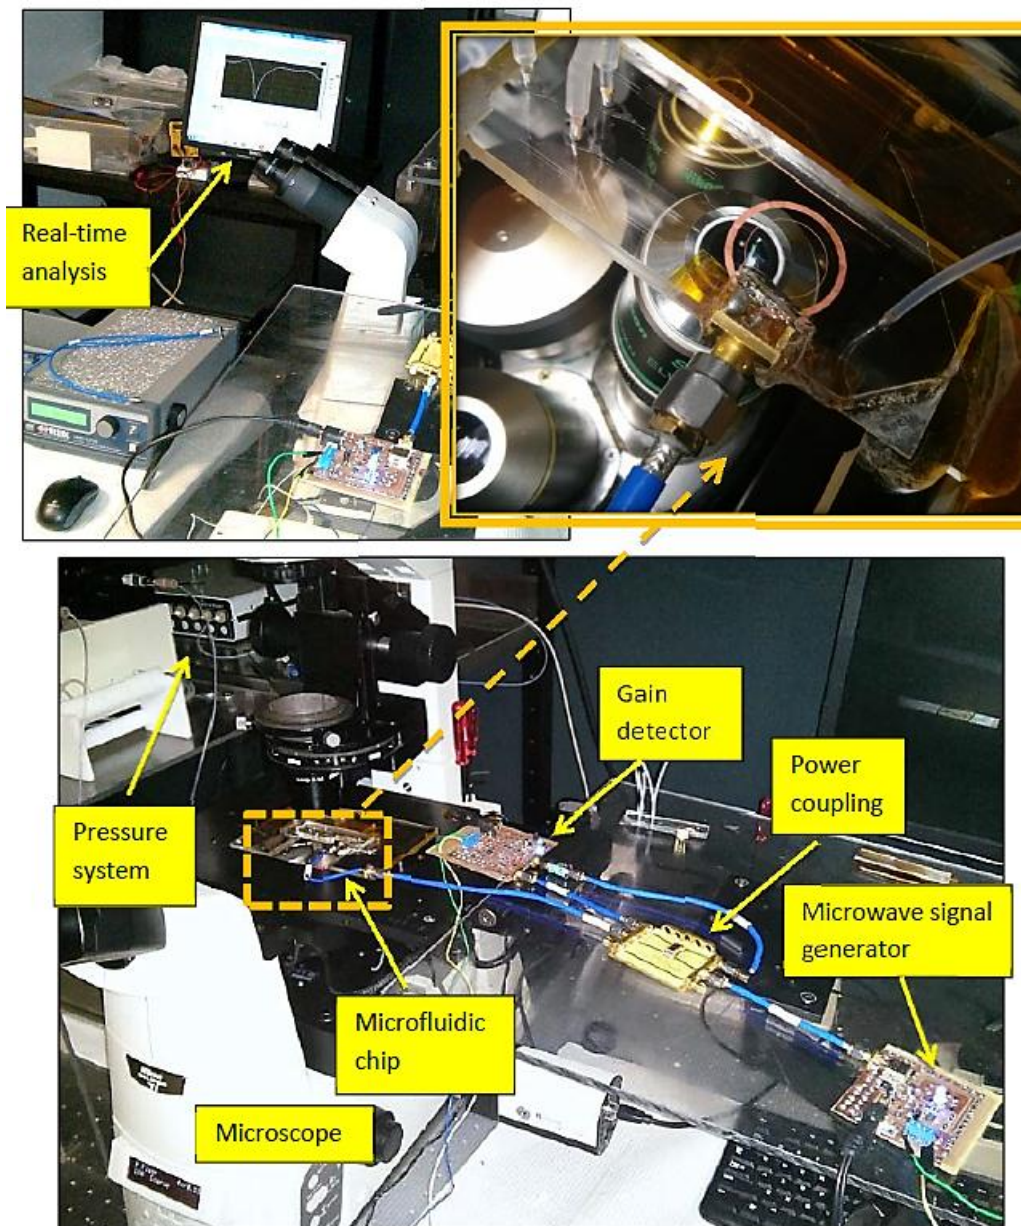 Real-time
analysis
Gain
detector
Power
coupling
Pressure
system
Microwave signal
generator
Microfluidic
chip
Microscope